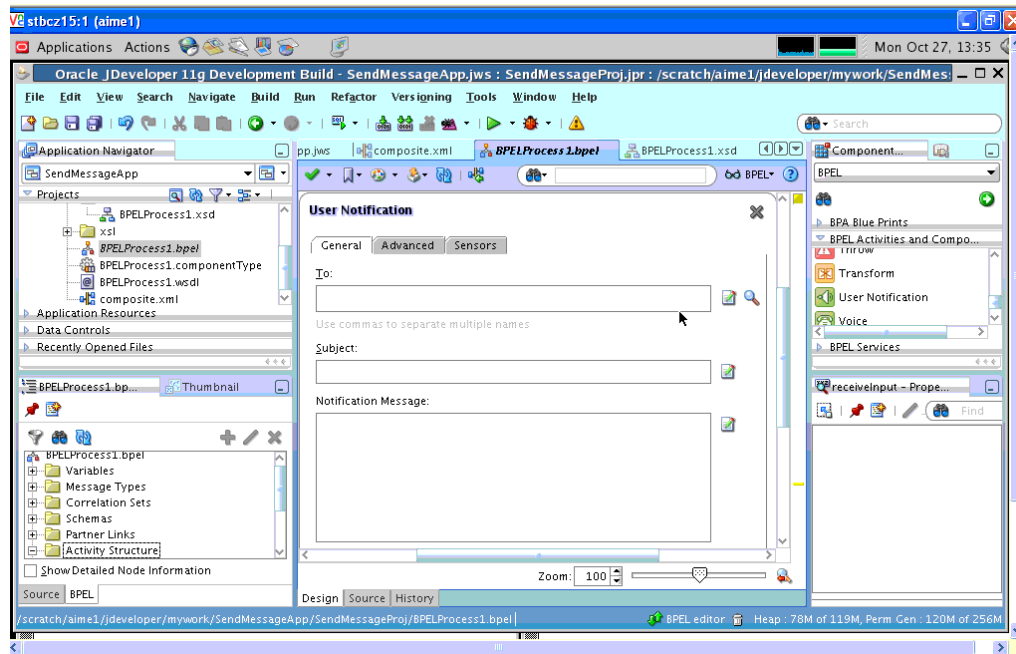 stbcz15:1 (aime1)
Applications Actions Mon Oct 27, 13:35
Oracle JDeveloper 11g Development Build - SendMessageApp.jws : SendMessageProj.jpr : /scratch/aime1/jdeveloper/mywork/SendMes
File Edit View Search Navigate Build Run Refactor Versioning Tools Window Help
Search
Application Navigator
SendMessageApp
Projects
BPELProcess1.xsd
xsl
BPELProcess1.bpel
BPELProcess1.componentType
BPELProcess1.wsdl
composite.xml
Application Resources
Data Controls
Recently Opened Files
BPELProcess1.bp... Thumbnail
BPELProcess1.bpel
Variables
Message Types
Correlation Sets
Schemas
Partner Links
Activity Structure
Show Detailed Node Information
Source BPEL
pp.jws composite.xml BPELProcess1.bpel BPELProcess1.xsd
BPEL
User Notification
General Advanced Sensors
To:
Use commas to separate multiple names
Subject:
Notification Message:
Zoom: 100
Design Source History
Component...
BPEL
BPA Blue Prints
BPEL Activities and Compo...
Throw
Transform
User Notification
Voice
BPEL Services
receiveInput - Prope...
Find
/scratch/aime1/jdeveloper/mywork/SendMessageApp/SendMessageProj/BPELProcess1.bpel BPEL editor Heap : 78M of 119M, Perm Gen : 120M of 256M